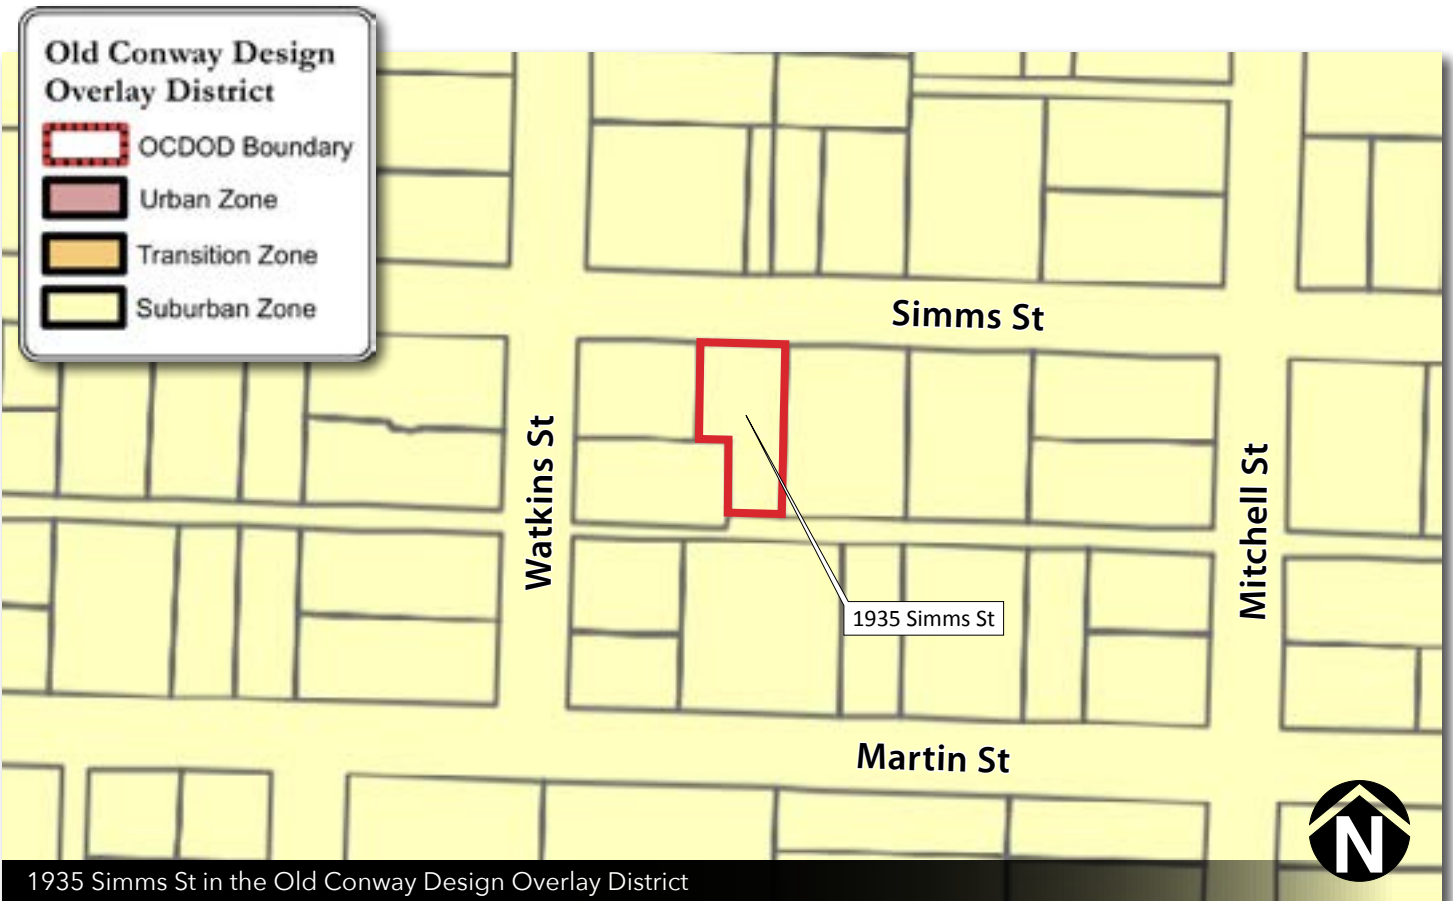 Old Conway Design
Overlay District
OCDOD Boundary
Urban Zone
Transition Zone
Suburban Zone
Simms St
Watkins St
Mitchell St
1935 Simms St
Martin St
N
1935 Simms St in the Old Conway Design Overlay District